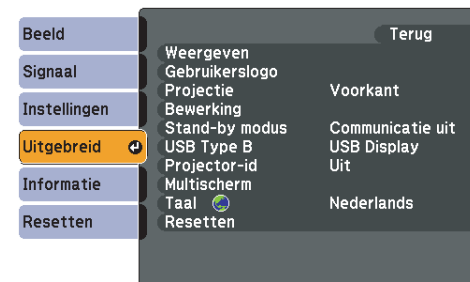 Beeld
Signaal
Instellingen
Uitgebreid
Informatie
Resetten
Terug
Weergeven
Gebruikerslogo
Projectie Voorkant
Bewerking
Stand-by modus Communicatie uit
USB Type B USB Display
Projector-id Uit
Multischerm
Taal Nederlands
Resetten